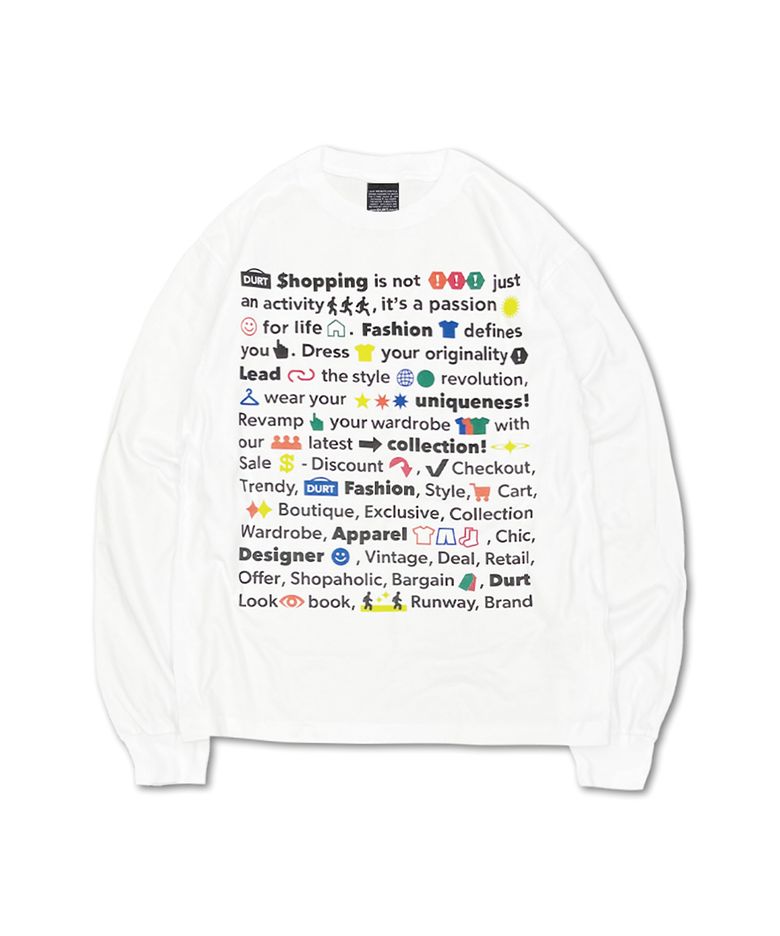 DURT $hopping is not ! ! ! just
an activity, it's a passion
for life . Fashion defines
you . Dress your originality !
Lead the style revolution,
wear your uniqueness!
Revamp your wardrobe with
our latest collection!
Sale $ - Discount , Checkout,
Trendy, DURT Fashion, Style, Cart,
Boutique, Exclusive, Collection
Wardrobe, Apparel , Chic,
Designer , Vintage, Deal, Retail,
Offer, Shopaholic, Bargain , Durt
Look book, Runway, Brand